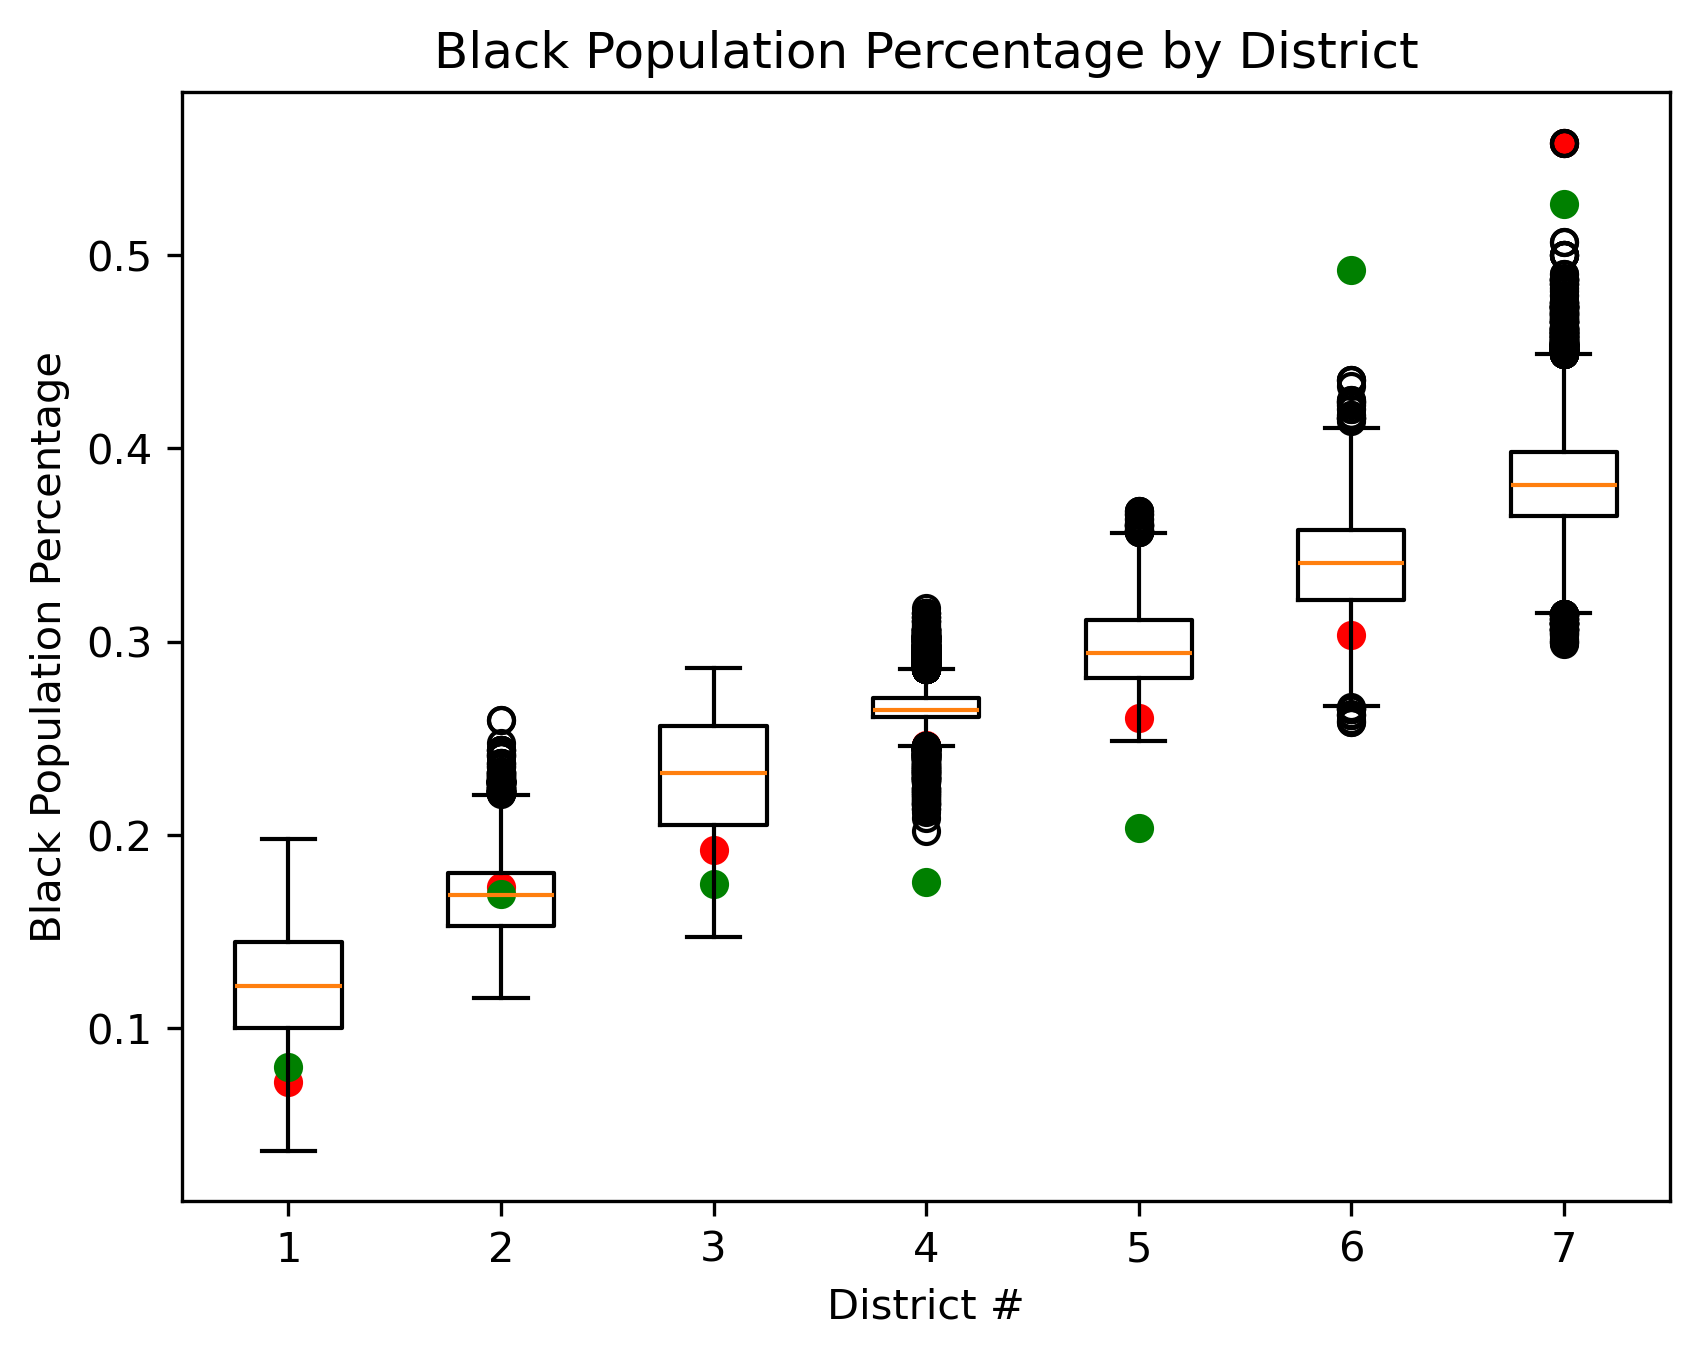 Black Population Percentage by District
Black Population Percentage
0.5
0.4
0.3
0.2
0.1
1 2 3 4 5 6 7
District #